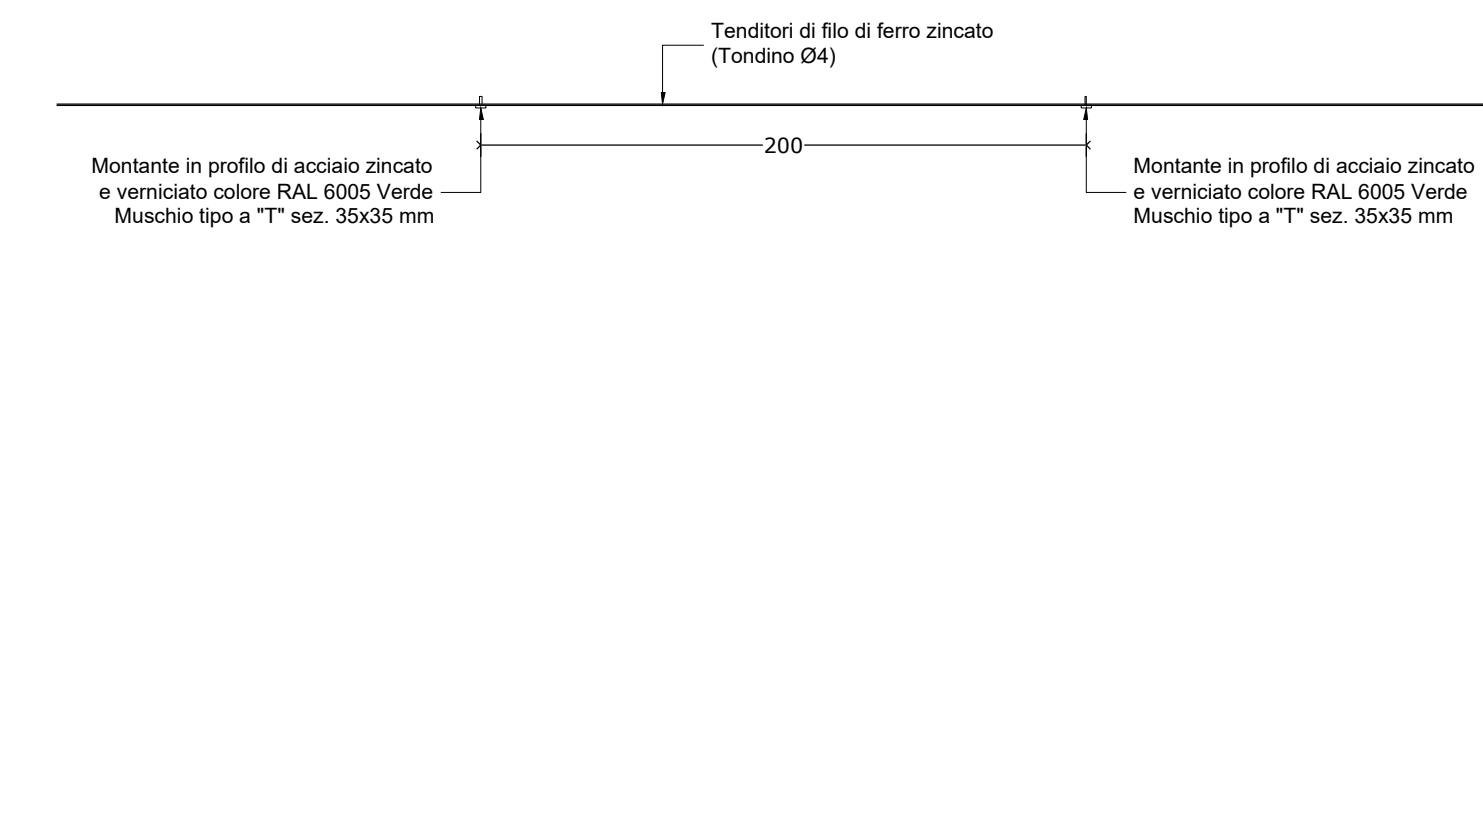 Tenditori di filo di ferro zincato
(Tondino Ø4)
200
Montante in profilo di acciaio zincato
e verniciato colore RAL 6005 Verde
Muschio tipo a "T" sez. 35x35 mm
Montante in profilo di acciaio zincato
e verniciato colore RAL 6005 Verde
Muschio tipo a "T" sez. 35x35 mm